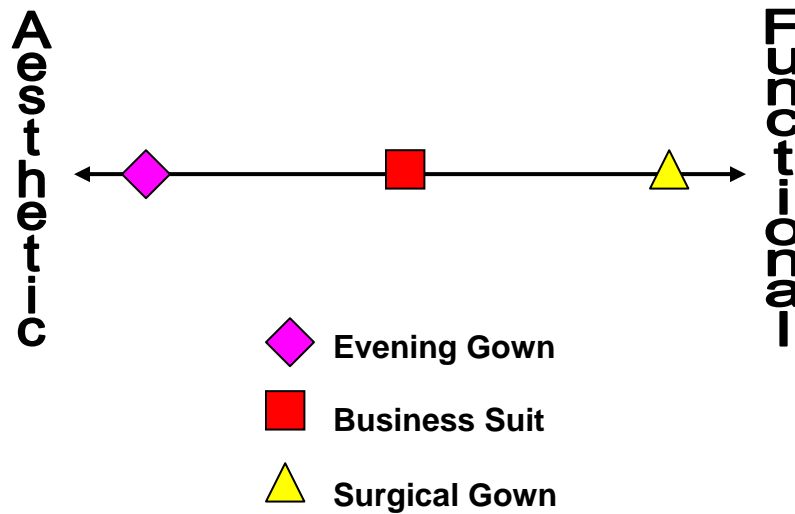 Aesthetic
Functional
Evening Gown
Business Suit
Surgical Gown